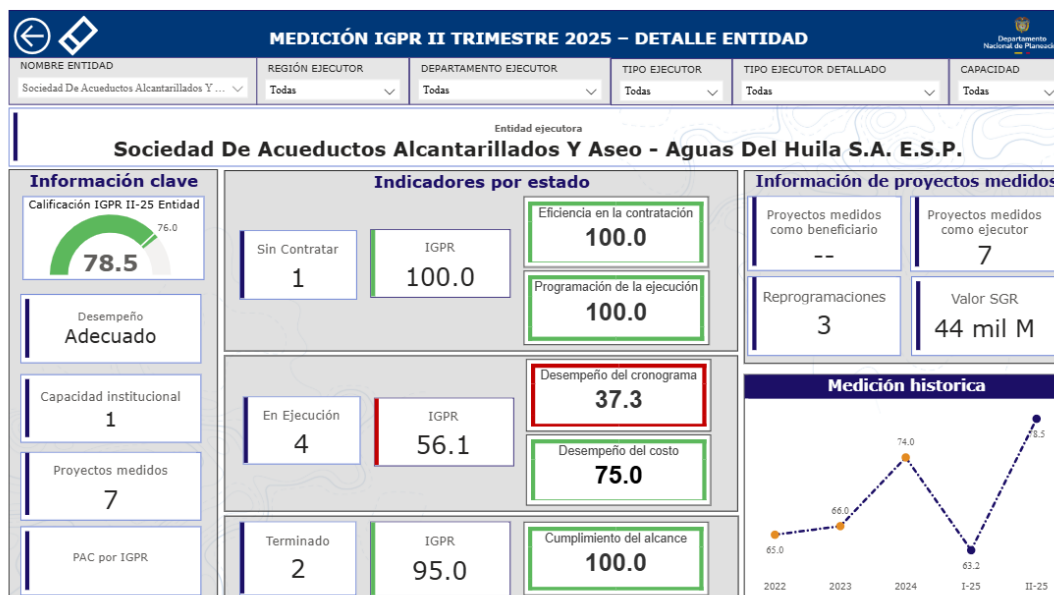 MEDICIÓN IGPR II TRIMESTRE 2025 – DETALLE ENTIDAD
Departamento
Nacional de Planeació
NOMBRE ENTIDAD
Sociedad De Acueductos Alcantarillados Y ...
REGIÓN EJECUTOR
Todas
DEPARTAMENTO EJECUTOR
Todas
TIPO EJECUTOR
Todas
TIPO EJECUTOR DETALLADO
Todas
CAPACIDAD
Todas
Entidad ejecutora
Sociedad De Acueductos Alcantarillados Y Aseo - Aguas Del Huila S.A. E.S.P.
Información clave
Calificación IGPR II-25 Entidad
76.0
78.5
Desempeño
Adecuado
Capacidad institucional
1
Proyectos medidos
7
PAC por IGPR
Indicadores por estado
Sin Contratar
1
IGPR
100.0
Eficiencia en la contratación
100.0
Programación de la ejecución
100.0
En Ejecución
4
IGPR
56.1
Desempeño del cronograma
37.3
Desempeño del costo
75.0
Terminado
2
IGPR
95.0
Cumplimiento del alcance
100.0
Información de proyectos medidos
Proyectos medidos
como beneficiario
--
Proyectos medidos
como ejecutor
7
Reprogramaciones
3
Valor SGR
44 mil M
Medición historica
65.0
66.0
74.0
63.2
78.5
2022
2023
2024
I-25
II-25